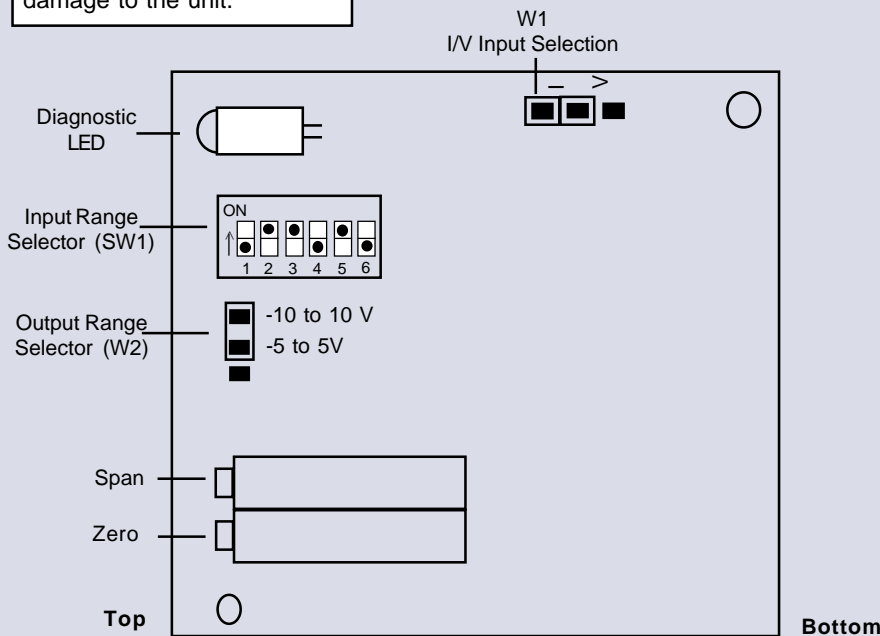 damage to the unit.
W1
I/V Input Selection
– >
Diagnostic
LED
Input Range
Selector (SW1)
ON
1 2 3 4 5 6
Output Range
Selector (W2)
-10 to 10 V
-5 to 5V
Span
Zero
Top
Bottom